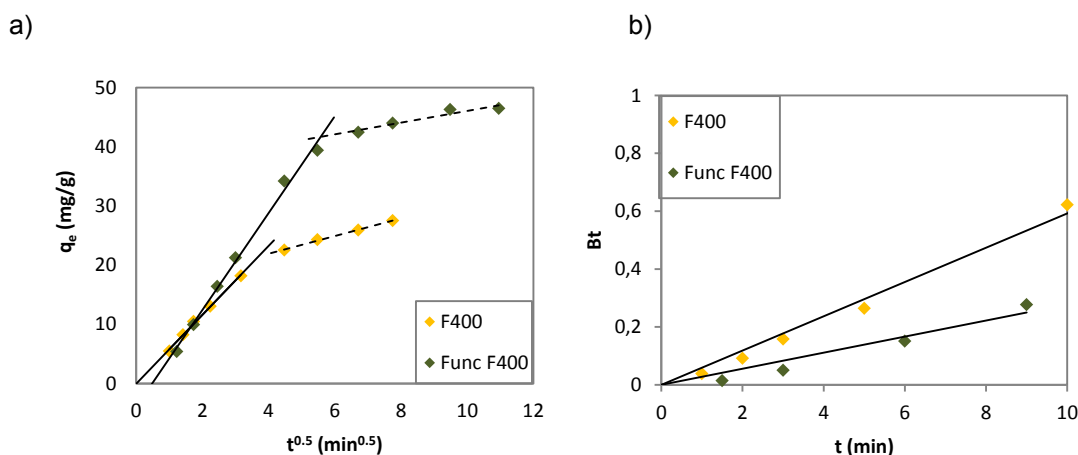 a)
b)
50
40
30
20
10
0
0 2 4 6 8 10 12
qe (mg/g)
t0.5 (min0.5)
F400
Func F400
1
0,8
0,6
0,4
0,2
0
0 2 4 6 8 10
Bt
t (min)
F400
Func F400